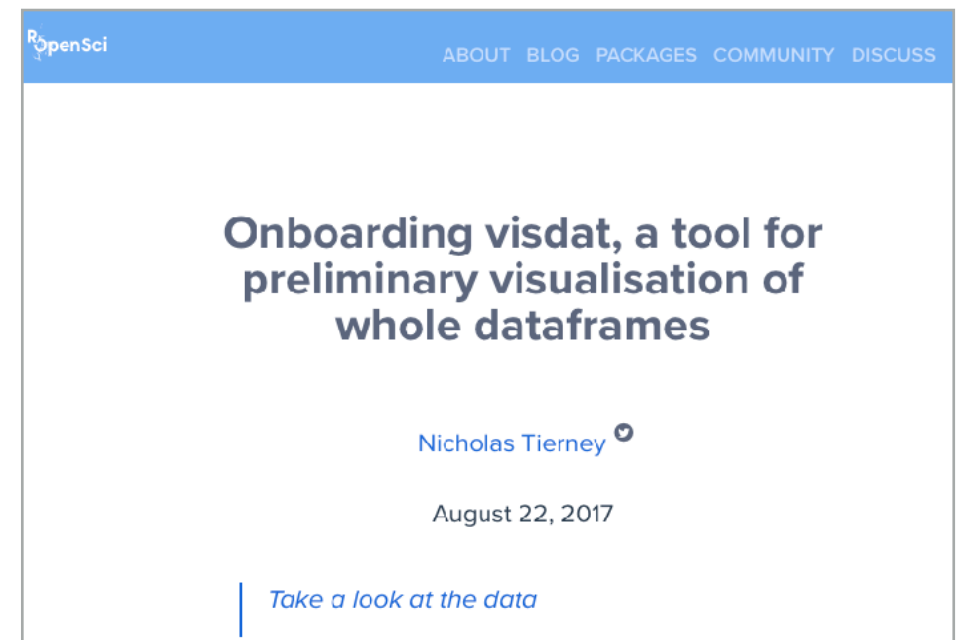 ROpenSci
ABOUT BLOG PACKAGES COMMUNITY DISCUSS
Onboarding visdat, a tool for
preliminary visualisation of
whole dataframes
Nicholas Tierney
August 22, 2017
Take a look at the data